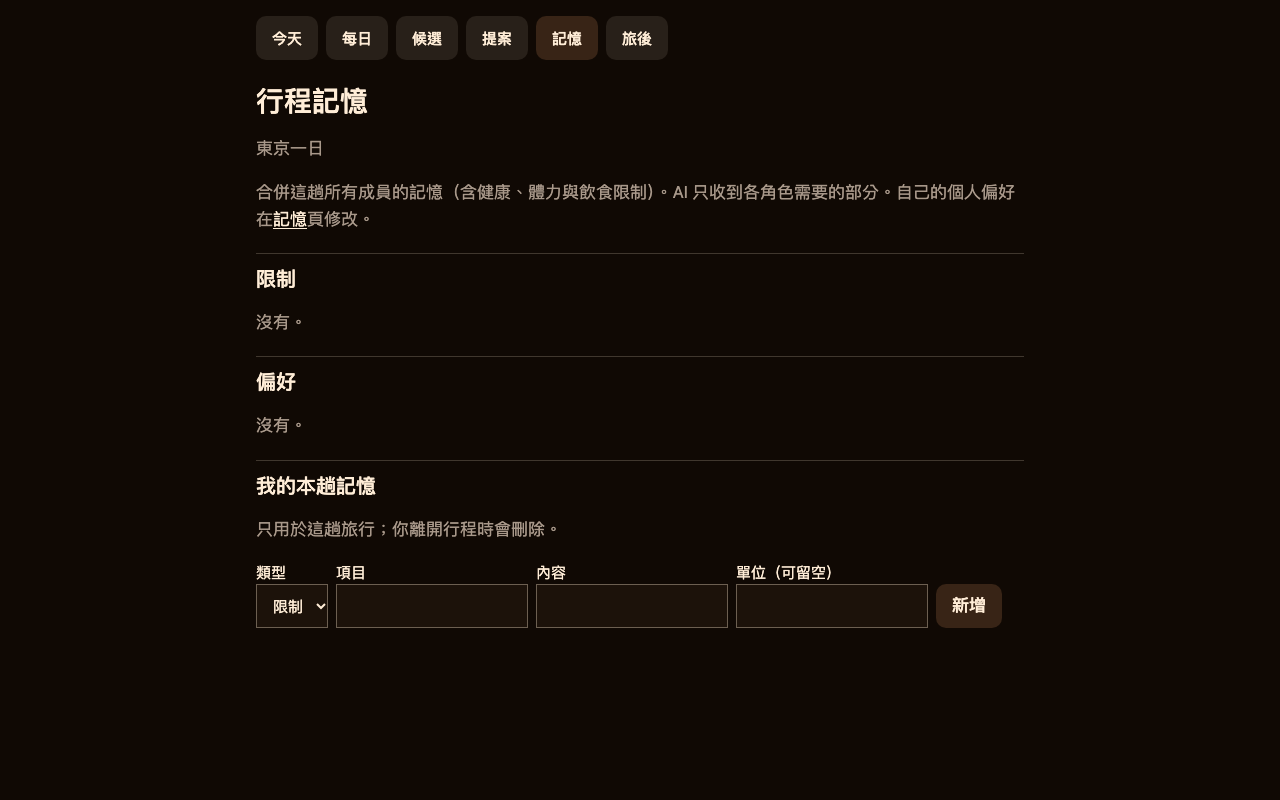 今天 每日 候選 提案 記憶 旅後
行程記憶
東京一日
合併這趟所有成員的記憶（含健康、體力與飲食限制）。AI 只收到各角色需要的部分。自己的個人偏好
在記憶頁修改。
限制
沒有。
偏好
沒有。
我的本趟記憶
只用於這趟旅行；你離開行程時會刪除。
類型 項目 內容 單位（可留空）
限制 新增